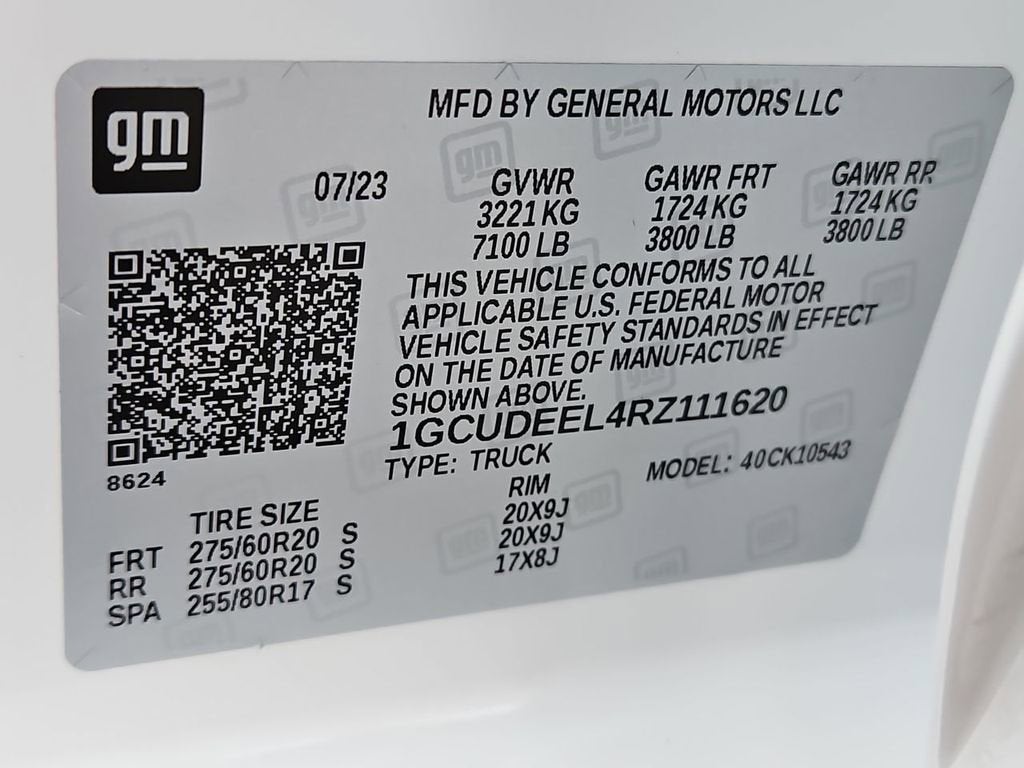 gm
MFD BY GENERAL MOTORS LLC
07/23
GVWR GAWR FRT GAWR RR
3221 KG 1724 KG 1724 KG
7100 LB 3800 LB 3800 LB
THIS VEHICLE CONFORMS TO ALL
APPLICABLE U.S. FEDERAL MOTOR
VEHICLE SAFETY STANDARDS IN EFFECT
ON THE DATE OF MANUFACTURE
SHOWN ABOVE.
1GCUDEEL4RZ111620
8624
TYPE: TRUCK MODEL: 40CK10543
TIRE SIZE RIM
FRT 275/60R20 S 20X9J
RR 275/60R20 S 20X9J
SPA 255/80R17 S 17X8J